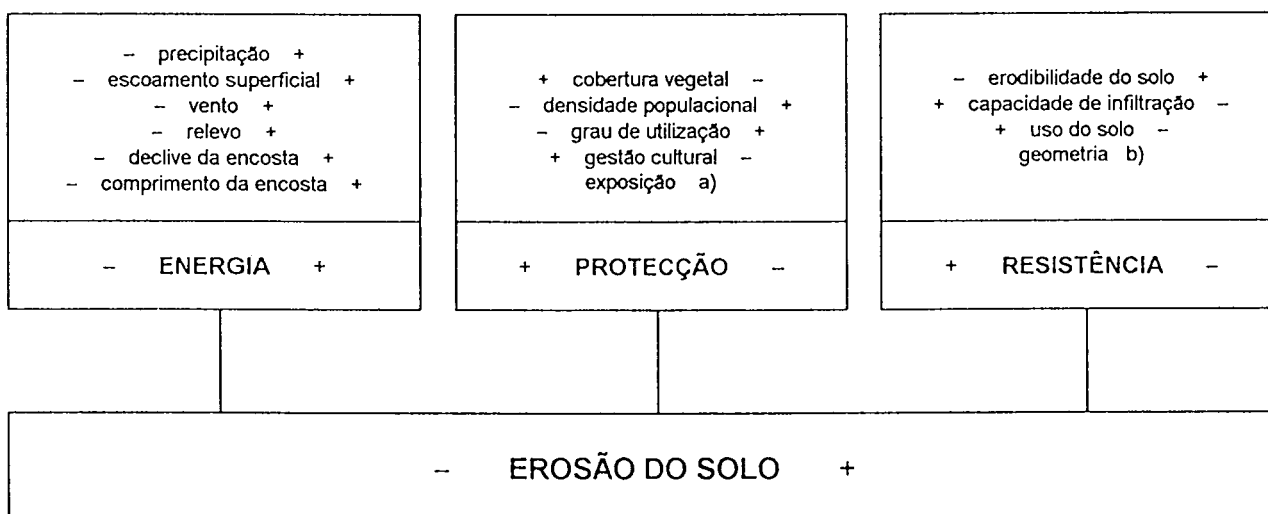 – precipitação +
– escoamento superficial +
– vento +
– relevo +
– declive da encosta +
– comprimento da encosta +
– ENERGIA +
+ cobertura vegetal –
– densidade populacional +
– grau de utilização +
+ gestão cultural –
exposição a)
+ PROTECÇÃO –
– erodibilidade do solo +
+ capacidade de infiltração –
+ uso do solo –
geometria b)
+ RESISTÊNCIA –
– EROSÃO DO SOLO +